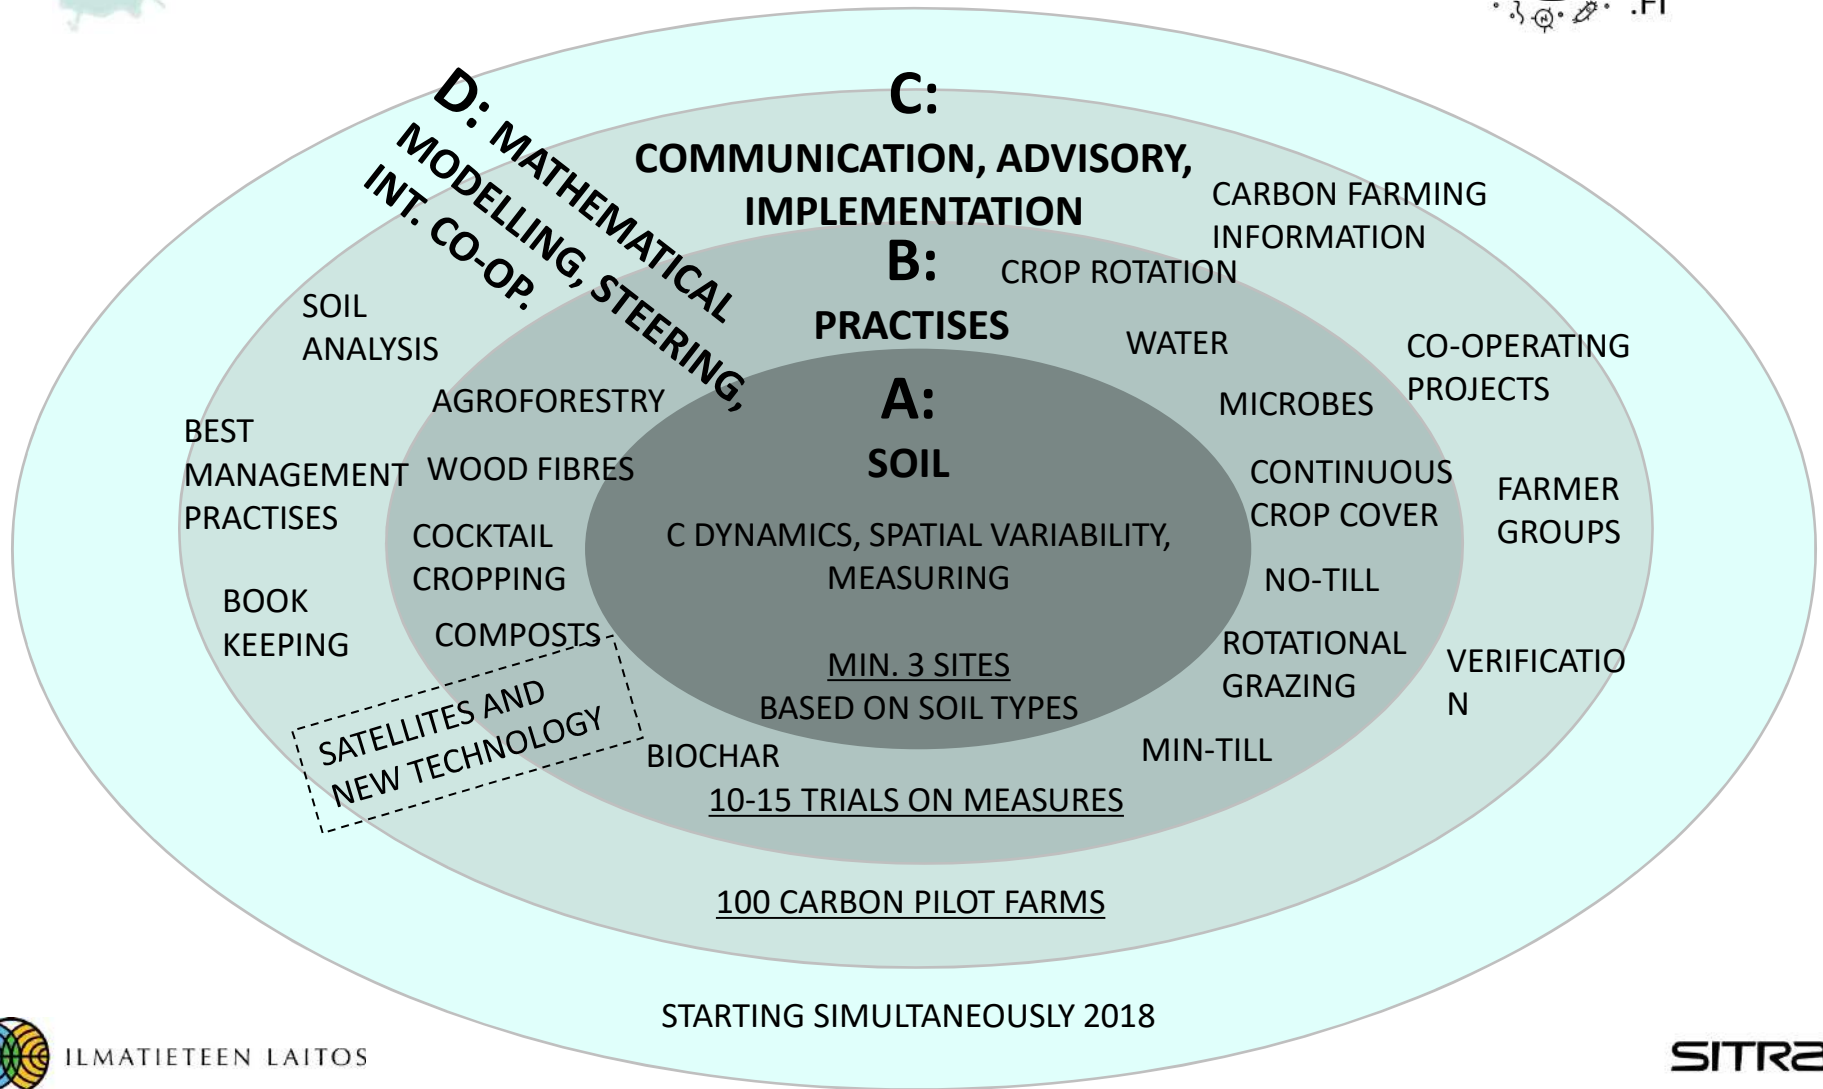 .FI
D: MATHEMATICAL
MODELLING, STEERING,
INT. CO-OP.
C:
COMMUNICATION, ADVISORY,
IMPLEMENTATION
CARBON FARMING
INFORMATION
B:
PRACTISES
CROP ROTATION
SOIL
ANALYSIS
WATER
CO-OPERATING
PROJECTS
AGROFORESTRY
A:
SOIL
MICROBES
BEST
MANAGEMENT
PRACTISES
WOOD FIBRES
CONTINUOUS
CROP COVER
FARMER
GROUPS
COCKTAIL
CROPPING
C DYNAMICS, SPATIAL VARIABILITY,
MEASURING
NO-TILL
BOOK
KEEPING
COMPOSTS
MIN. 3 SITES
BASED ON SOIL TYPES
ROTATIONAL
GRAZING
VERIFICATIO
N
SATELLITES AND
NEW TECHNOLOGY
BIOCHAR
MIN-TILL
10-15 TRIALS ON MEASURES
100 CARBON PILOT FARMS
STARTING SIMULTANEOUSLY 2018
ILMATIETEEN LAITOS
SITRA